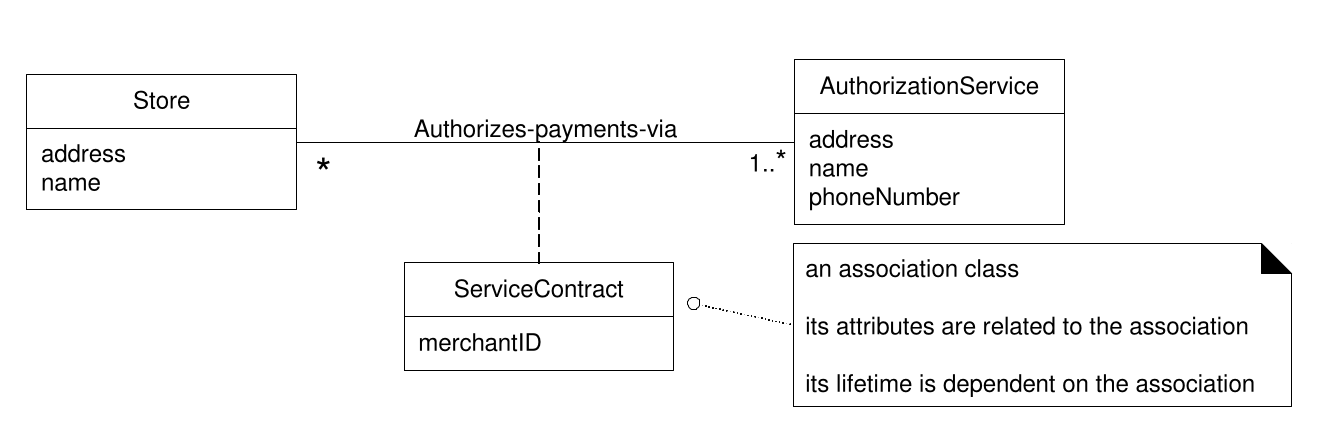 Store
address
name
Authorizes-payments-via
*
1..*
AuthorizationService
address
name
phoneNumber
ServiceContract
merchantID
an association class
its attributes are related to the association
its lifetime is dependent on the association